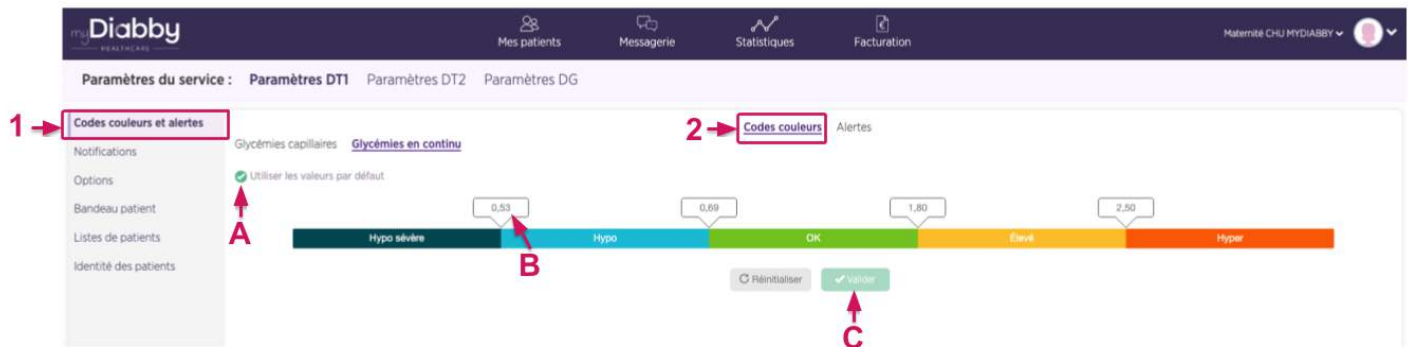 myDiabby
HEALTHCARE
Mes patients
Messagerie
Statistiques
Facturation
Maternité CHU MYDIABBY
Paramètres du service : Paramètres DT1 Paramètres DT2 Paramètres DG
1
Codes couleurs et alertes
Notifications
Options
Bandeau patient
Listes de patients
Identité des patients
2
Codes couleurs Alertes
Glycémies capillaires Glycémies en continu
Utiliser les valeurs par défaut
A
0,53 0,69 1,80 2,50
Hypo sévère Hypo OK Élevé Hyper
B
Réinitialiser Valider
C